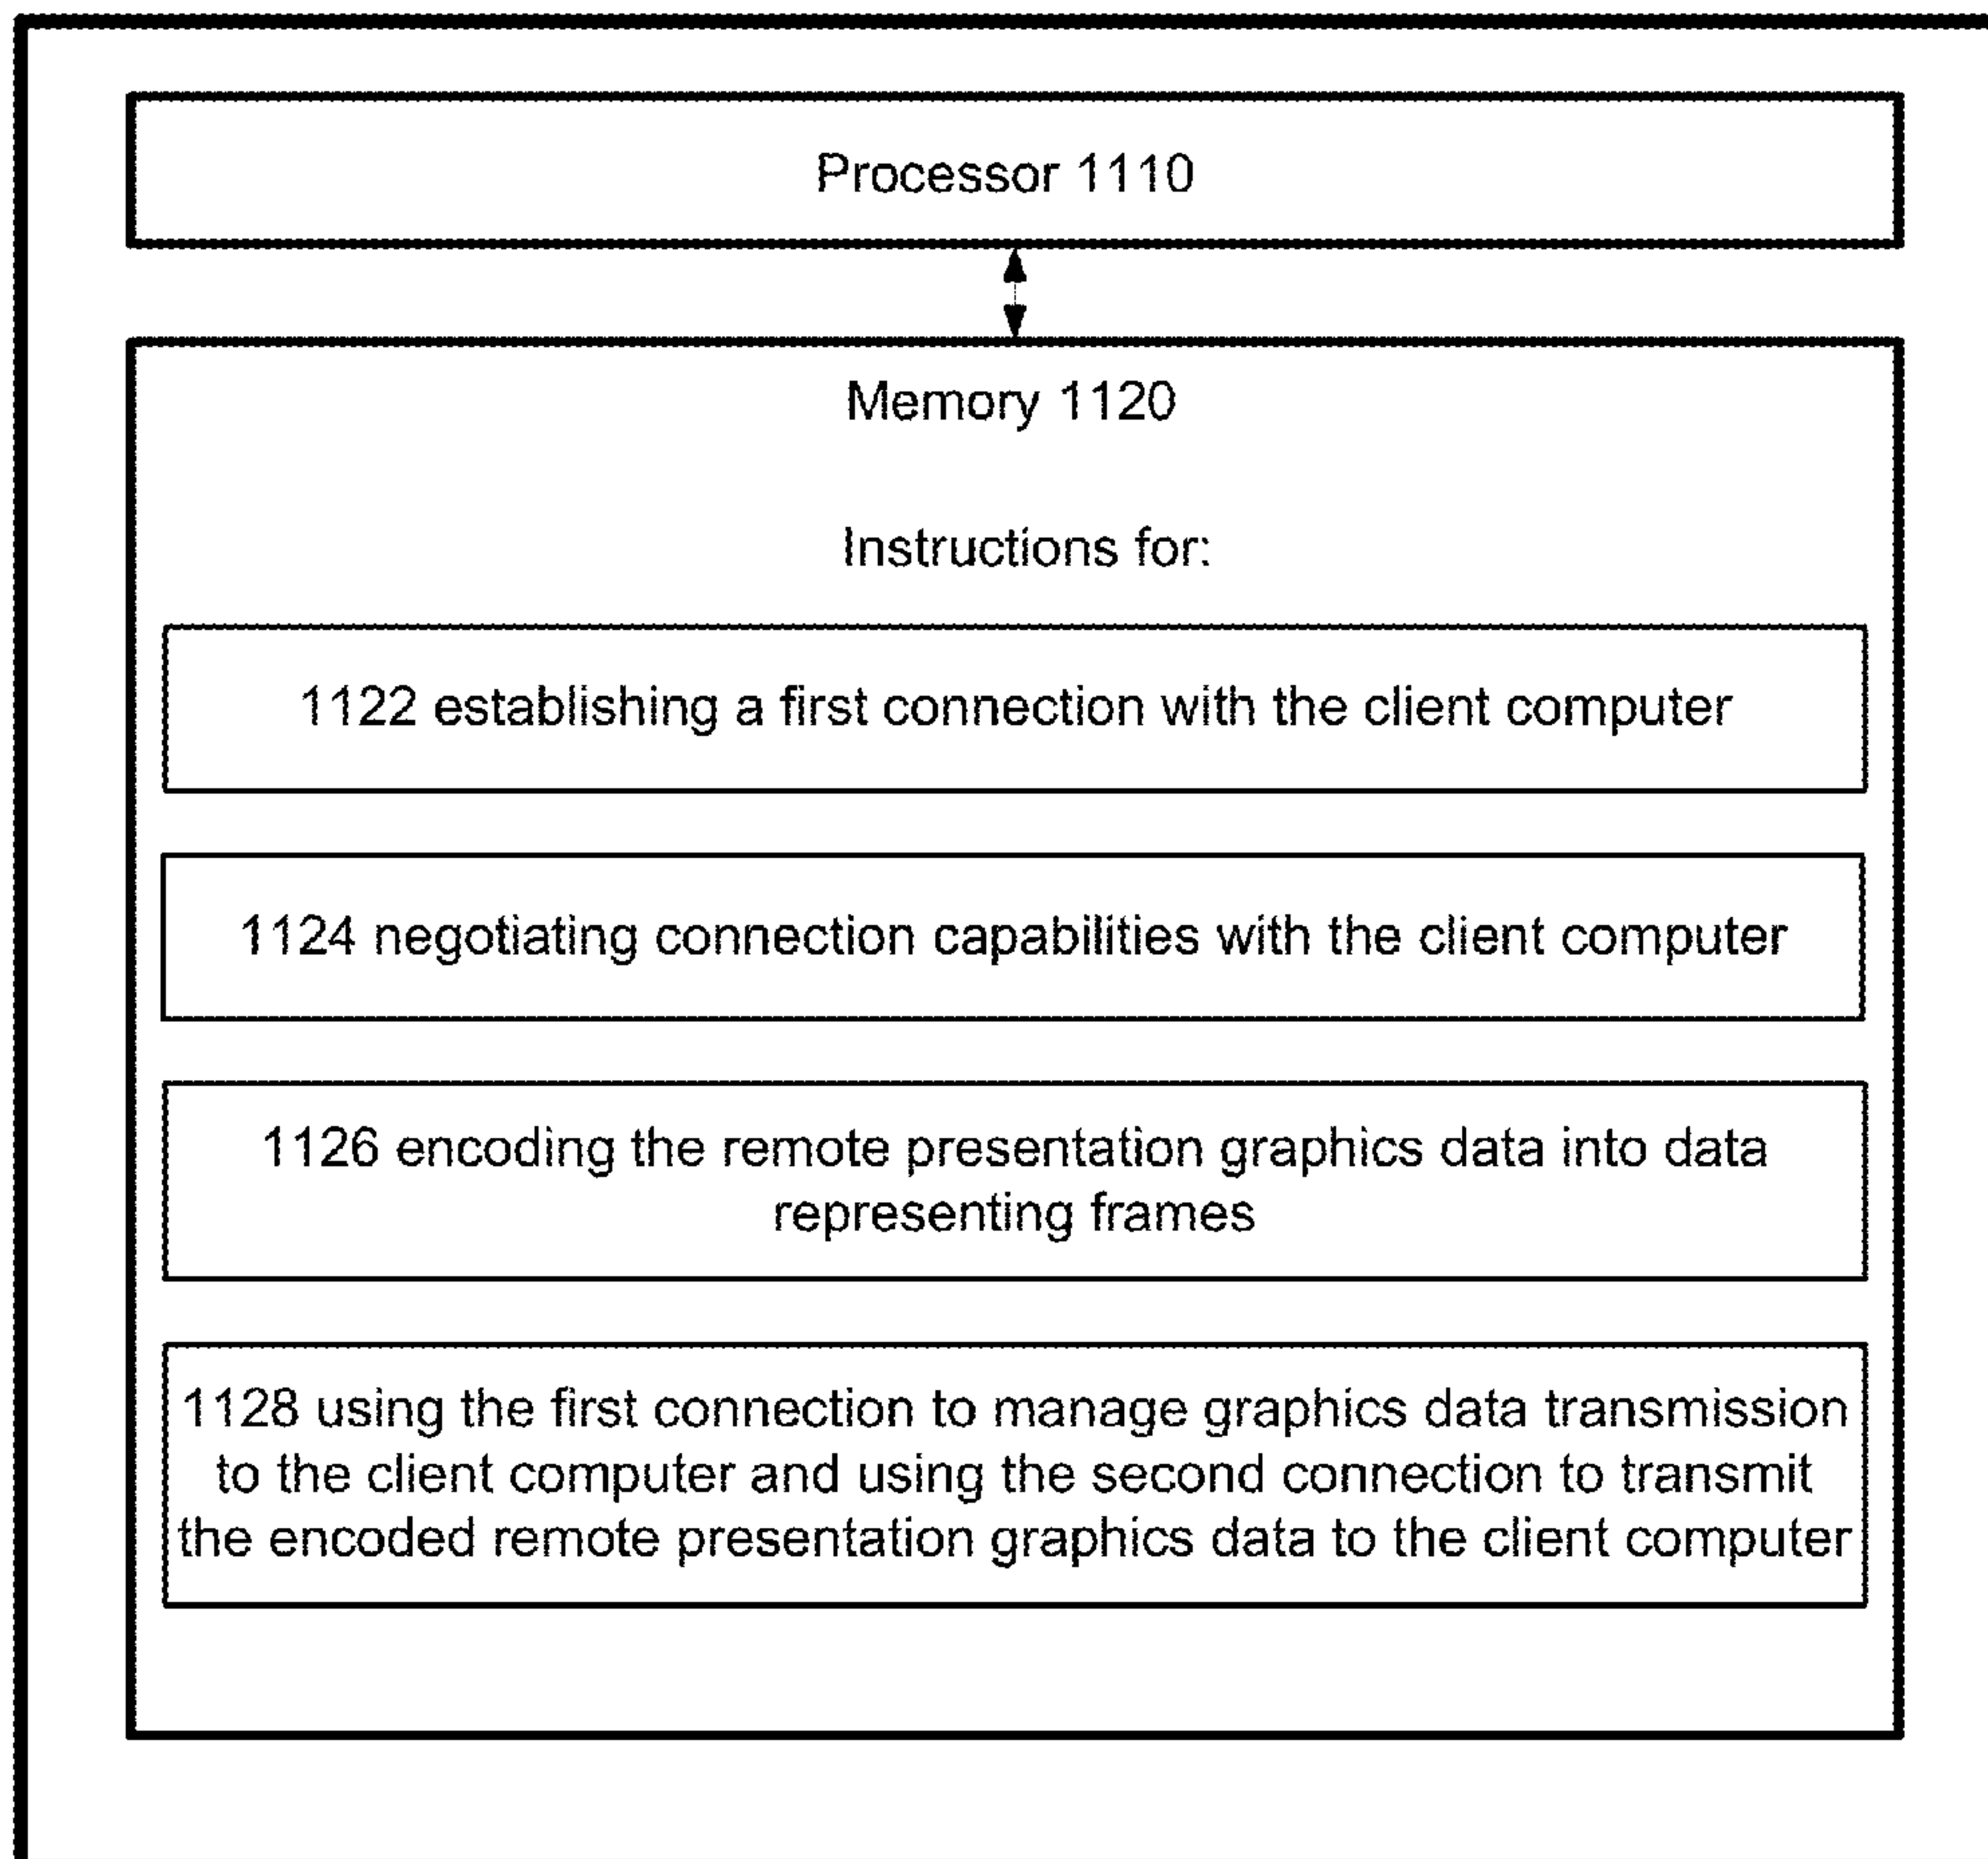 Processor 1110
Memory 1120
Instructions for:
1122 establishing a first connection with the client computer
1124 negotiating connection capabilities with the client computer
1126 encoding the remote presentation graphics data into data
representing frames
1128 using the first connection to manage graphics data transmission
to the client computer and using the second connection to transmit
the encoded remote presentation graphics data to the client computer